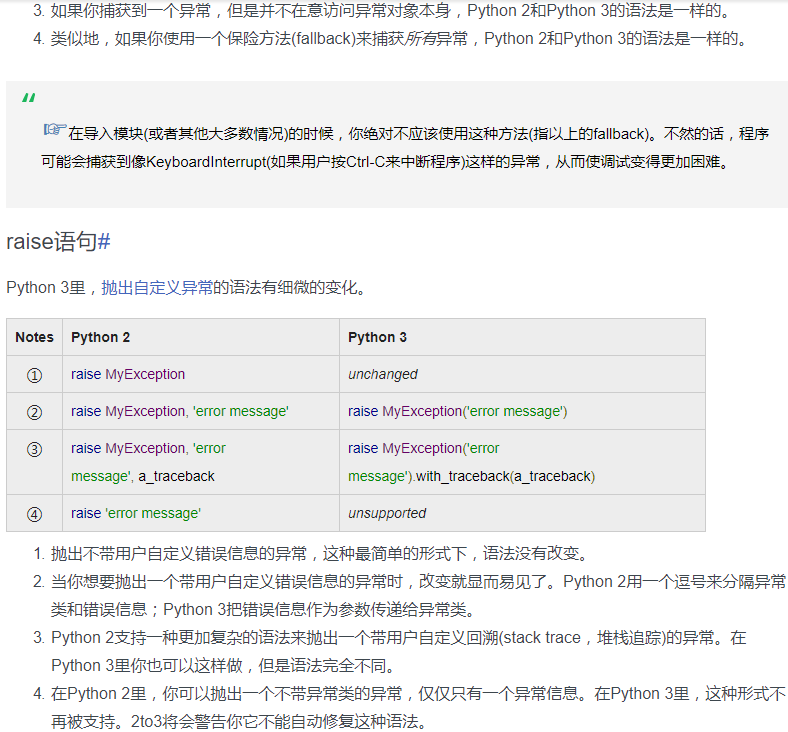 3. 如果你捕获到一个异常，但是并不在意访问异常对象本身，Python 2和Python 3的语法是一样的。
4. 类似地，如果你使用一个保险方法(fallback)来捕获所有异常，Python 2和Python 3的语法是一样的。
“
☞在导入模块(或者其他大多数情况)的时候，你绝对不应该使用这种方法(指以上的fallback)。不然的话，程序
可能会捕获到像KeyboardInterrupt(如果用户按Ctrl-C来中断程序)这样的异常，从而使调试变得更加困难。
raise语句#
Python 3里，抛出自定义异常的语法有细微的变化。
Notes Python 2 Python 3
① raise MyException unchanged
② raise MyException, 'error message' raise MyException('error message')
③ raise MyException, 'error raise MyException('error
message', a_traceback message').with_traceback(a_traceback)
④ raise 'error message' unsupported
1. 抛出不带用户自定义错误信息的异常，这种最简单的形式下，语法没有改变。
2. 当你想要抛出一个带用户自定义错误信息的异常时，改变就显而易见了。Python 2用一个逗号来分隔异常
类和错误信息；Python 3把错误信息作为参数传递给异常类。
3. Python 2支持一种更加复杂的语法来抛出一个带用户自定义回溯(stack trace，堆栈追踪)的异常。在
Python 3里你也可以这样做，但是语法完全不同。
4. 在Python 2里，你可以抛出一个不带异常类的异常，仅仅只有一个异常信息。在Python 3里，这种形式不
再被支持。2to3将会警告你它不能自动修复这种语法。